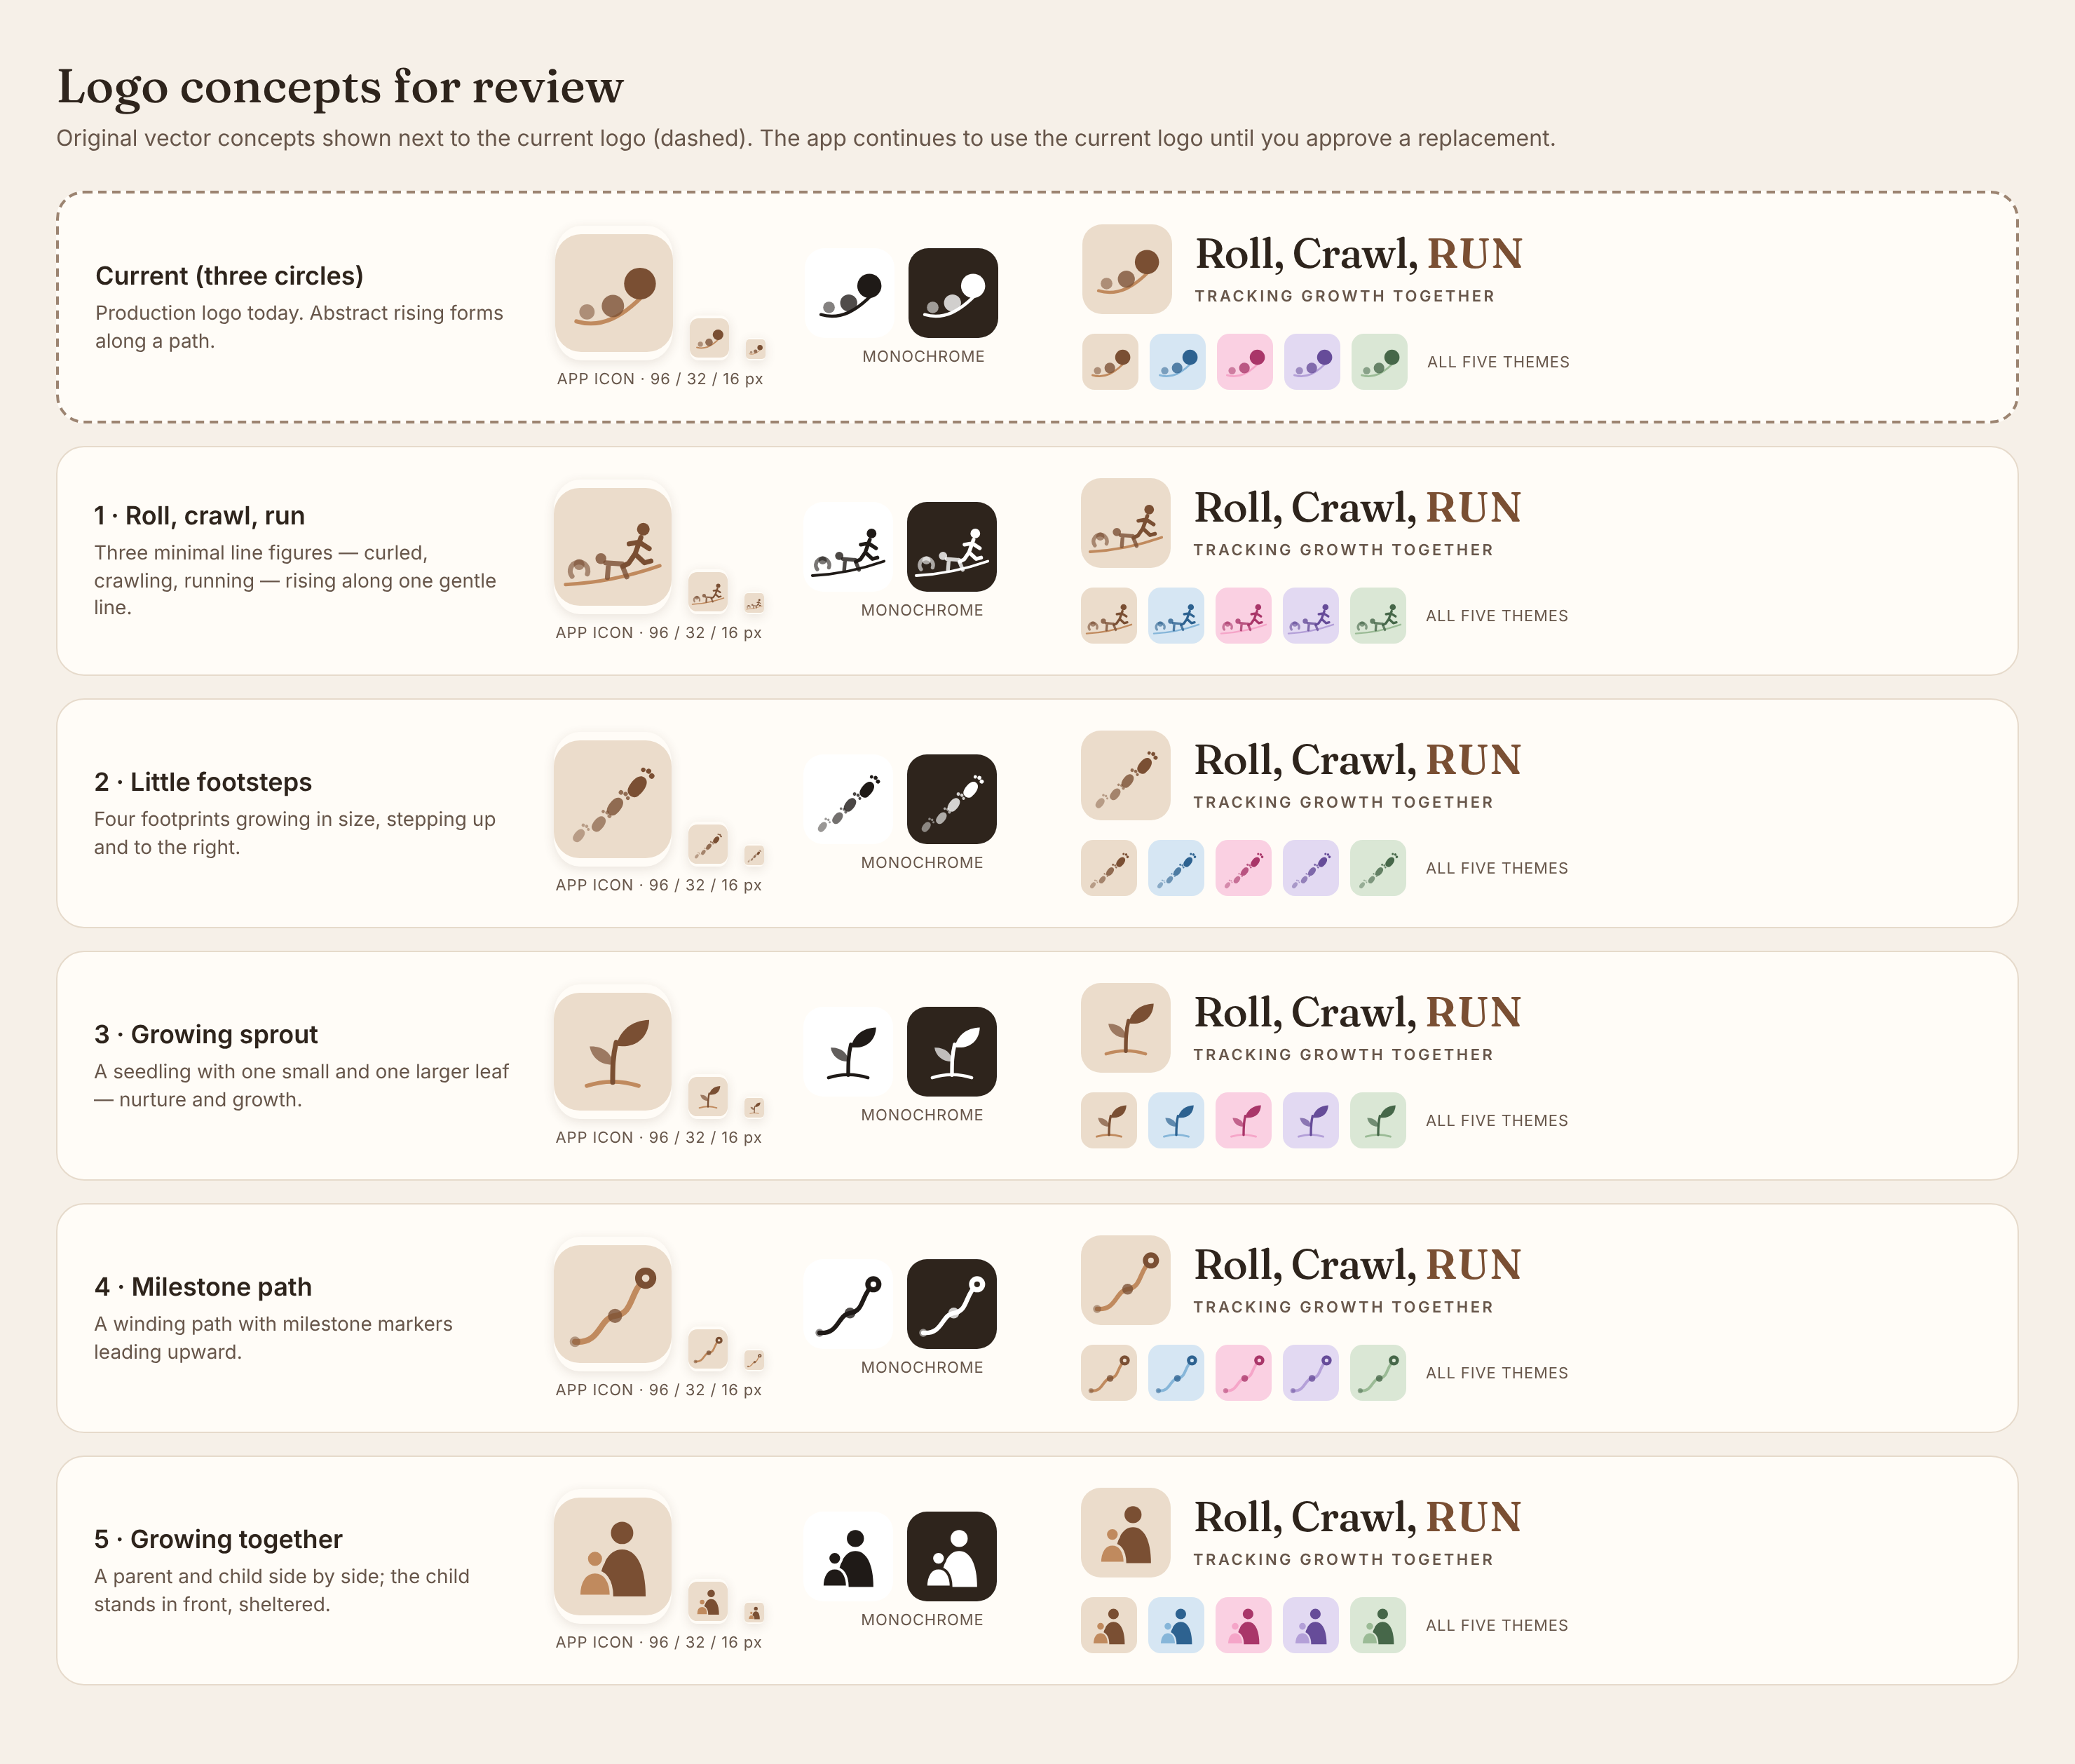 Logo concepts for review
Original vector concepts shown next to the current logo (dashed). The app continues to use the current logo until you approve a replacement.
Current (three circles)
Production logo today. Abstract rising forms
along a path.
APP ICON · 96 / 32 / 16 px
MONOCHROME
Roll, Crawl, RUN
TRACKING GROWTH TOGETHER
ALL FIVE THEMES
1 · Roll, crawl, run
Three minimal line figures — curled,
crawling, running — rising along one gentle
line.
APP ICON · 96 / 32 / 16 px
MONOCHROME
Roll, Crawl, RUN
TRACKING GROWTH TOGETHER
ALL FIVE THEMES
2 · Little footsteps
Four footprints growing in size, stepping up
and to the right.
APP ICON · 96 / 32 / 16 px
MONOCHROME
Roll, Crawl, RUN
TRACKING GROWTH TOGETHER
ALL FIVE THEMES
3 · Growing sprout
A seedling with one small and one larger leaf
— nurture and growth.
APP ICON · 96 / 32 / 16 px
MONOCHROME
Roll, Crawl, RUN
TRACKING GROWTH TOGETHER
ALL FIVE THEMES
4 · Milestone path
A winding path with milestone markers
leading upward.
APP ICON · 96 / 32 / 16 px
MONOCHROME
Roll, Crawl, RUN
TRACKING GROWTH TOGETHER
ALL FIVE THEMES
5 · Growing together
A parent and child side by side; the child
stands in front, sheltered.
APP ICON · 96 / 32 / 16 px
MONOCHROME
Roll, Crawl, RUN
TRACKING GROWTH TOGETHER
ALL FIVE THEMES